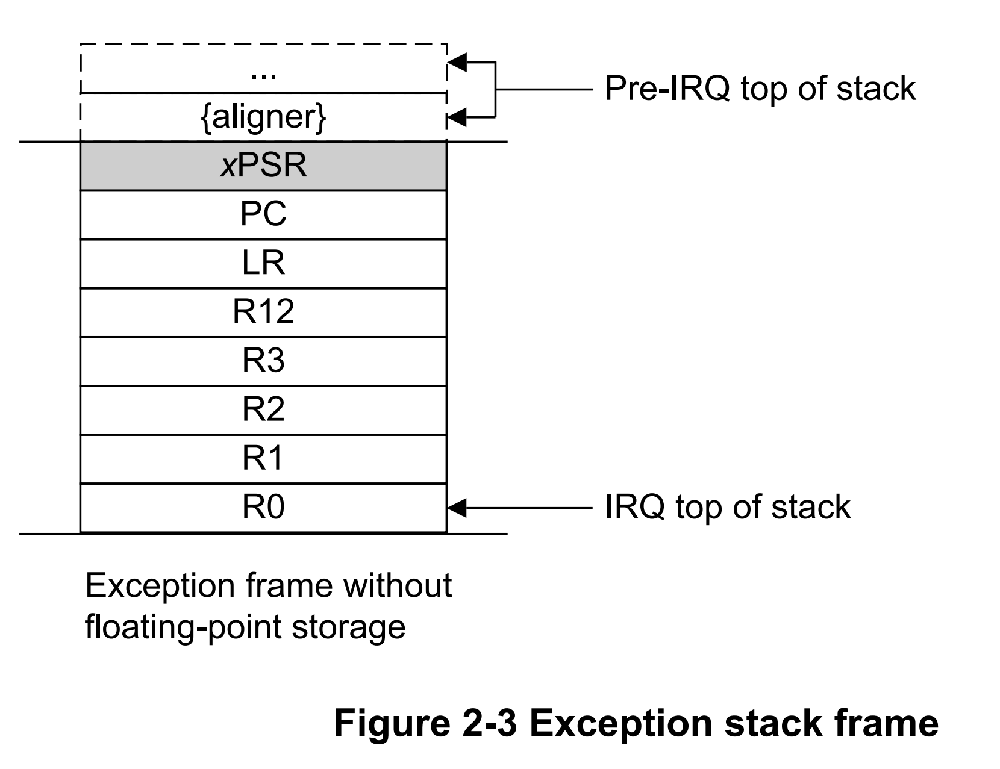 ...
Pre-IRQ top of stack
{aligner}
xPSR
PC
LR
R12
R3
R2
R1
R0
IRQ top of stack
Exception frame without
floating-point storage
Figure 2-3 Exception stack frame